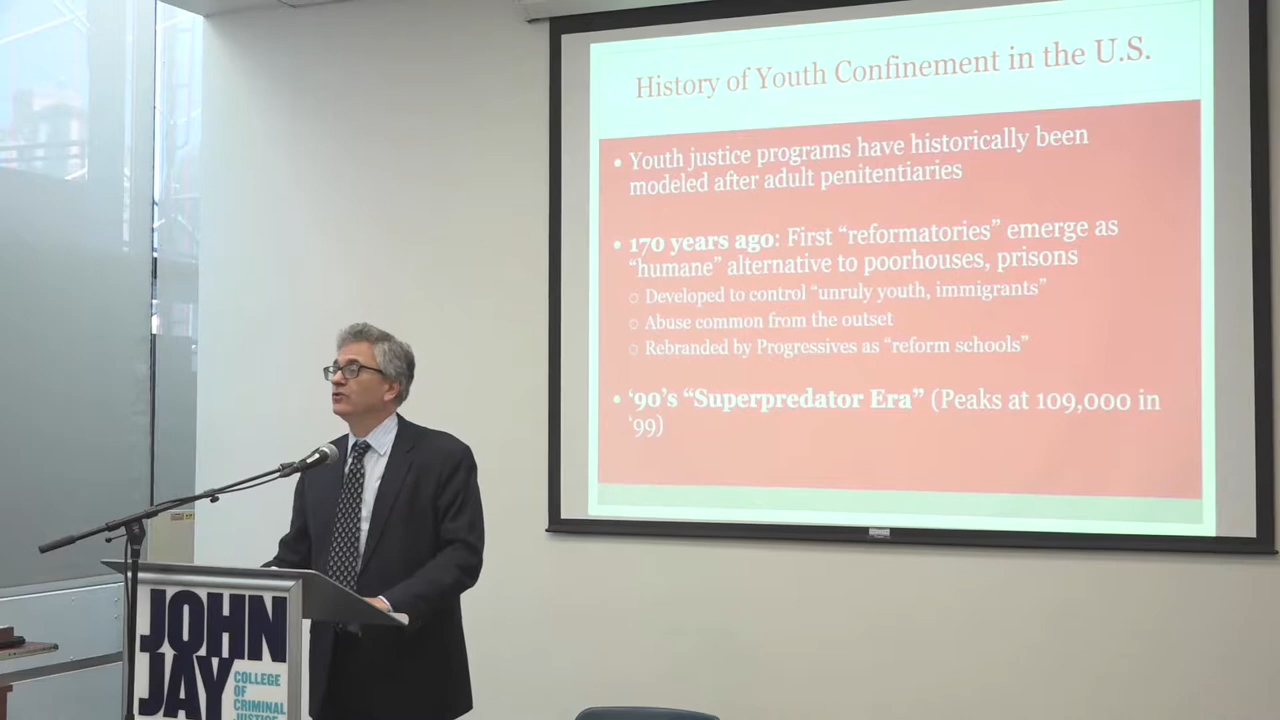 History of Youth Confinement in the U.S.
• Youth justice programs have historically been
modeled after adult penitentiaries
• 170 years ago: First “reformatories” emerge as
“humane” alternative to poorhouses, prisons
○ Developed to control “unruly youth, immigrants”
○ Abuse common from the outset
○ Rebranded by Progressives as “reform schools”
• ‘90’s “Superpredator Era” (Peaks at 109,000 in
‘99)
JOHN
JAY
COLLEGE
OF
CRIMINAL
JUSTICE